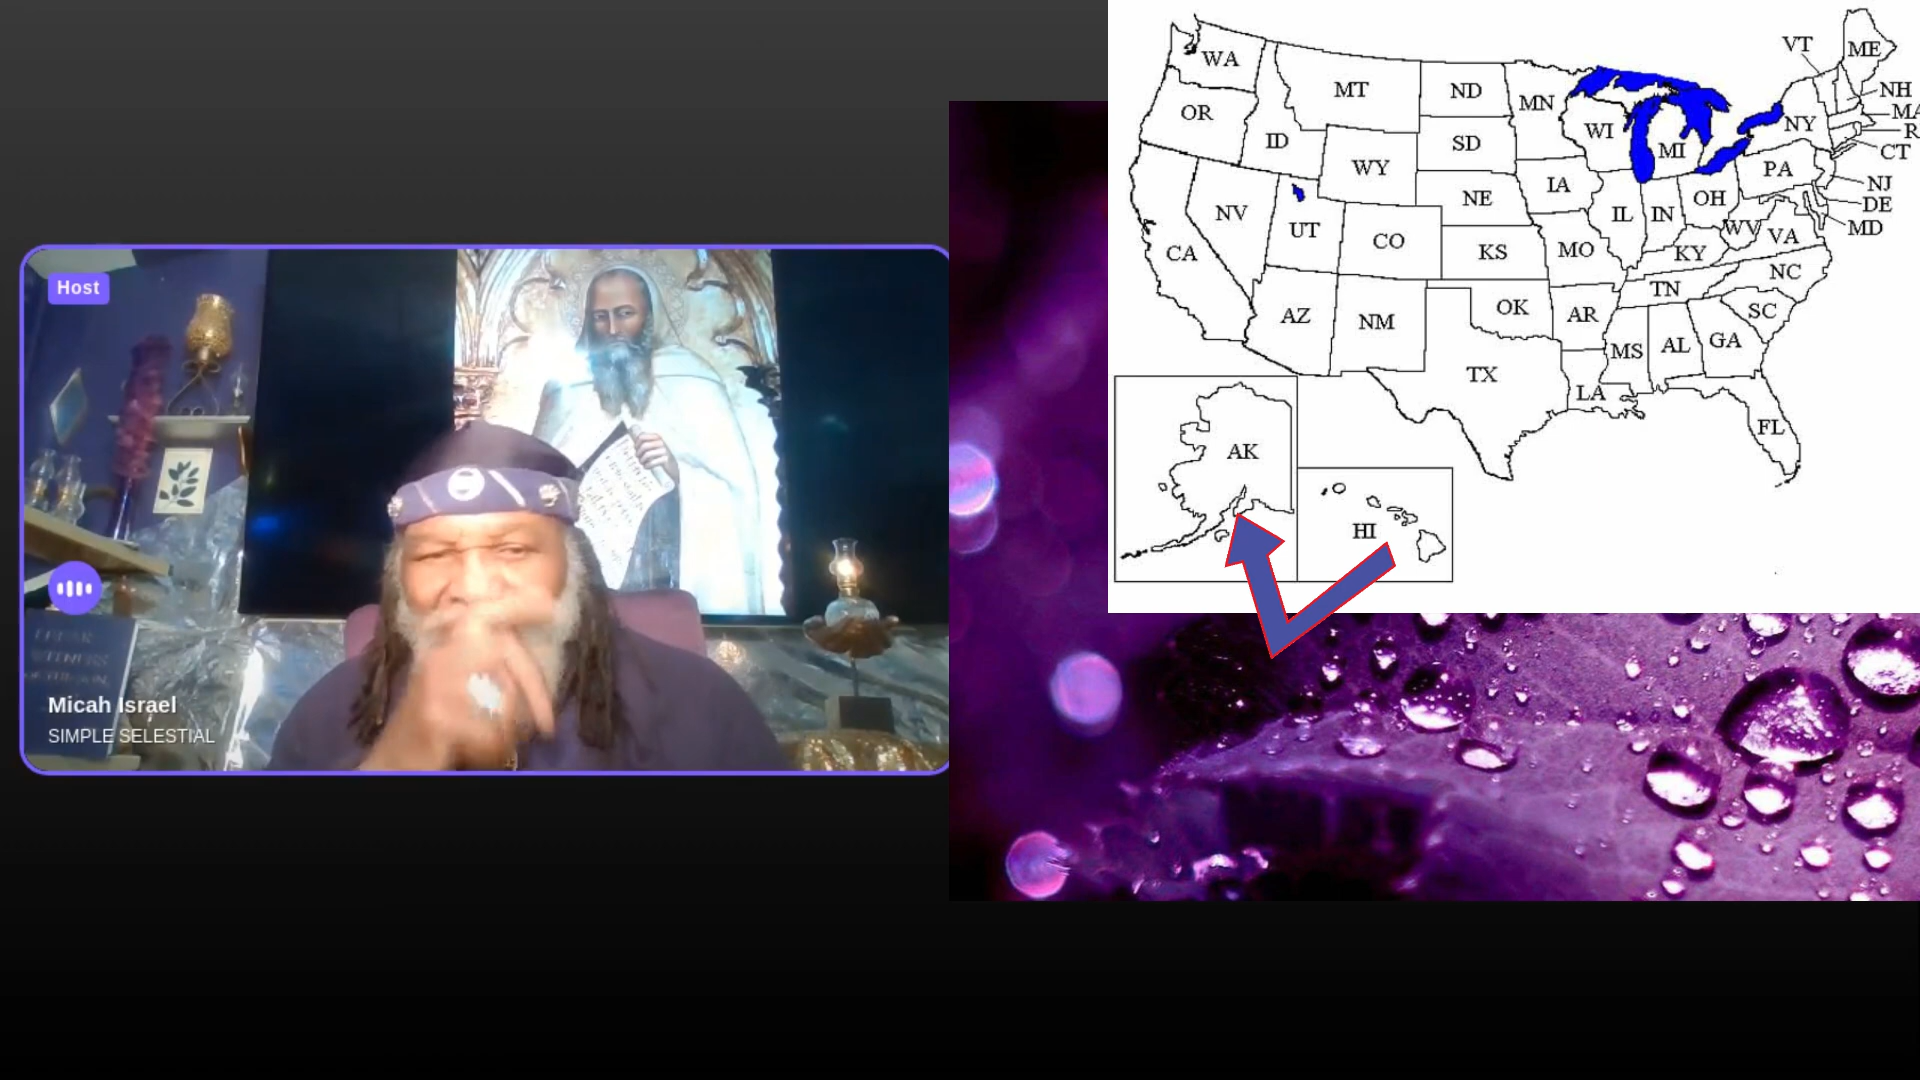 Host
Micah Israel
SIMPLE SELESTIAL
WA
OR
CA
NV
ID
MT
WY
UT
AZ
CO
NM
ND
SD
NE
KS
OK
TX
MN
IA
MO
AR
LA
WI
IL
MI
IN
OH
KY
TN
MS
AL
GA
FL
SC
NC
VA
WV
PA
NY
VT
ME
NH
MA
R
CT
NJ
DE
MD
AK
HI